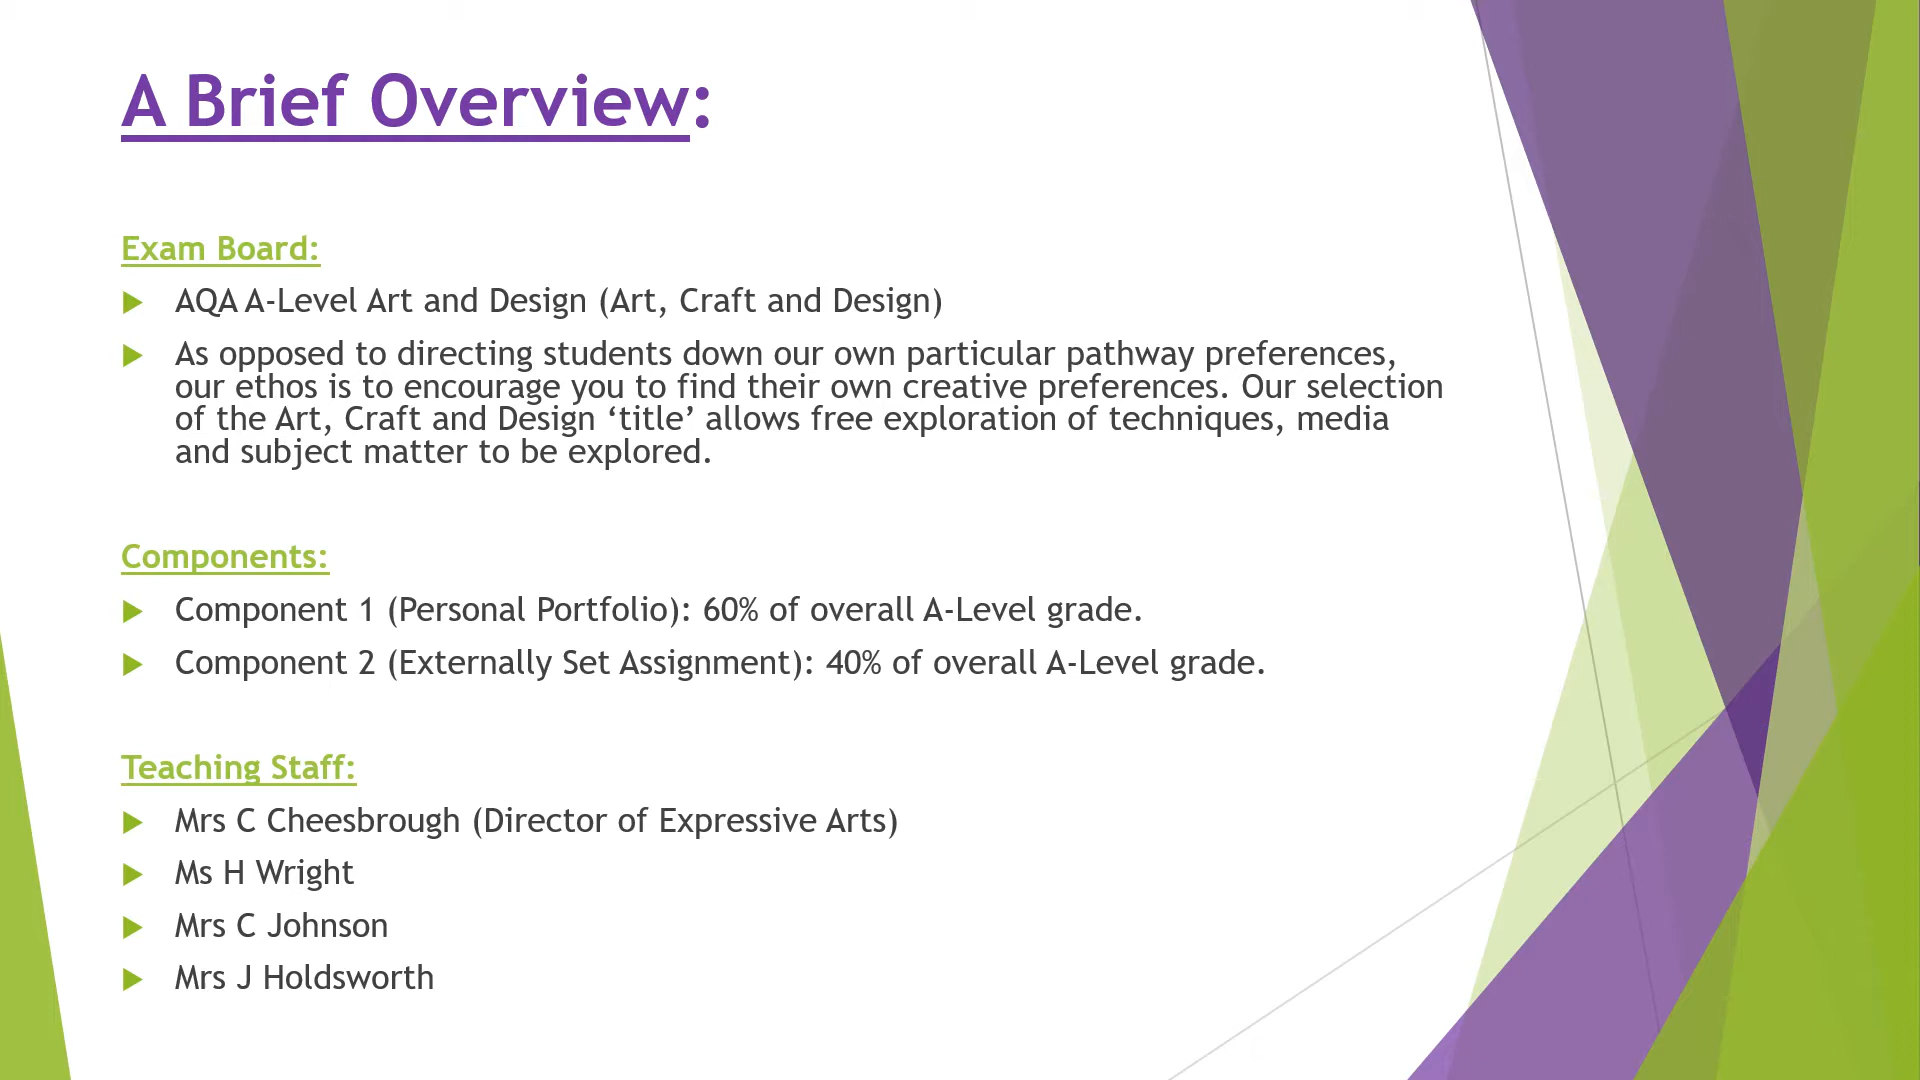 A Brief Overview:
Exam Board:
AQA A-Level Art and Design (Art, Craft and Design)
As opposed to directing students down our own particular pathway preferences,
our ethos is to encourage you to find their own creative preferences. Our selection
of the Art, Craft and Design ‘title’ allows free exploration of techniques, media
and subject matter to be explored.
Components:
Component 1 (Personal Portfolio): 60% of overall A-Level grade.
Component 2 (Externally Set Assignment): 40% of overall A-Level grade.
Teaching Staff:
Mrs C Cheesbrough (Director of Expressive Arts)
Ms H Wright
Mrs C Johnson
Mrs J Holdsworth